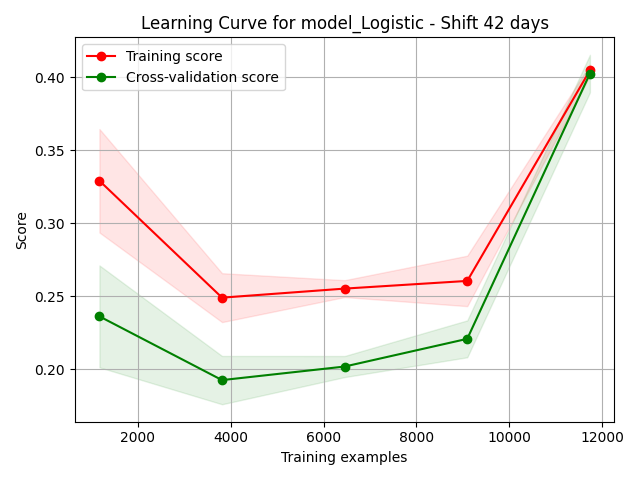 Learning Curve for model_Logistic - Shift 42 days
Training score
Cross-validation score
0.40
0.35
0.30
0.25
0.20
Score
2000 4000 6000 8000 10000 12000
Training examples